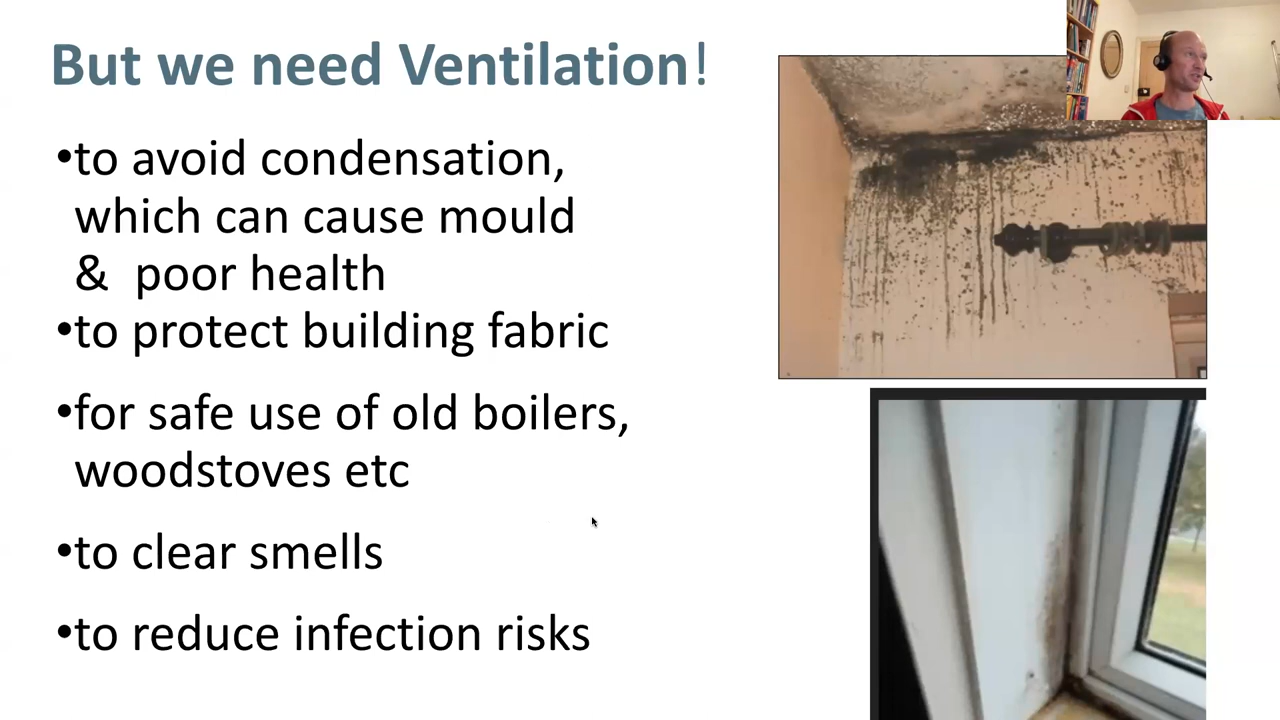 But we need Ventilation!
•to avoid condensation,
which can cause mould
& poor health
•to protect building fabric
•for safe use of old boilers,
woodstoves etc
•to clear smells
•to reduce infection risks